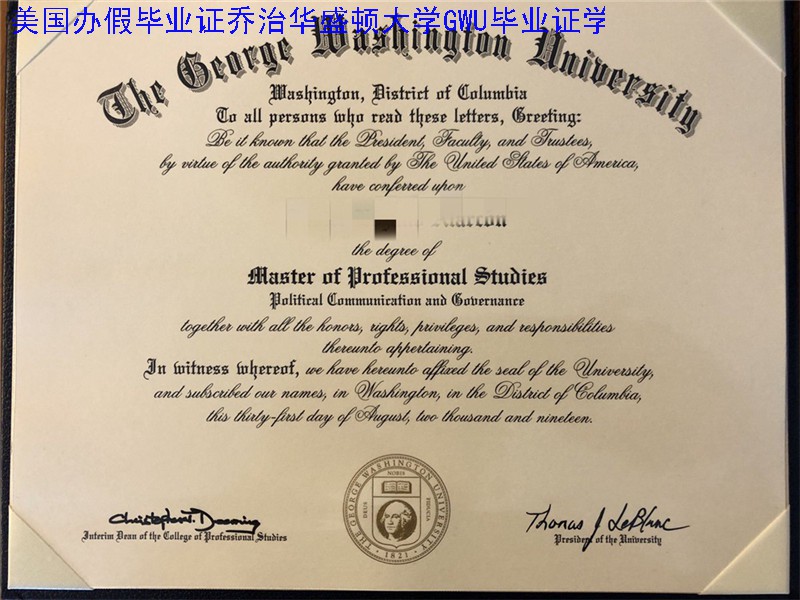 美国办假毕业证乔治华盛顿大学GWU毕业证学
The George Washington University
Washington, District of Columbia
To all persons who read these letters, Greeting:
Be it known that the President, Faculty, and Trustees,
by virtue of the authority granted by The United States of America,
have conferred upon
Alarcon
the degree of
Master of Professional Studies
Political Communication and Governance
together with all the honors, rights, privileges, and responsibilities
thereunto appertaining.
In witness whereof, we have hereunto affixed the seal of the University,
and subscribed our names, in Washington, in the District of Columbia,
this thirty-first day of August, two thousand and nineteen.
THE GEORGE WASHINGTON UNIVERSITY
NOBIS
DEUS
FIDUCIA
· 1821 ·
Interim Dean of the College of Professional Studies
Thomas J LeBlanc
President of the University